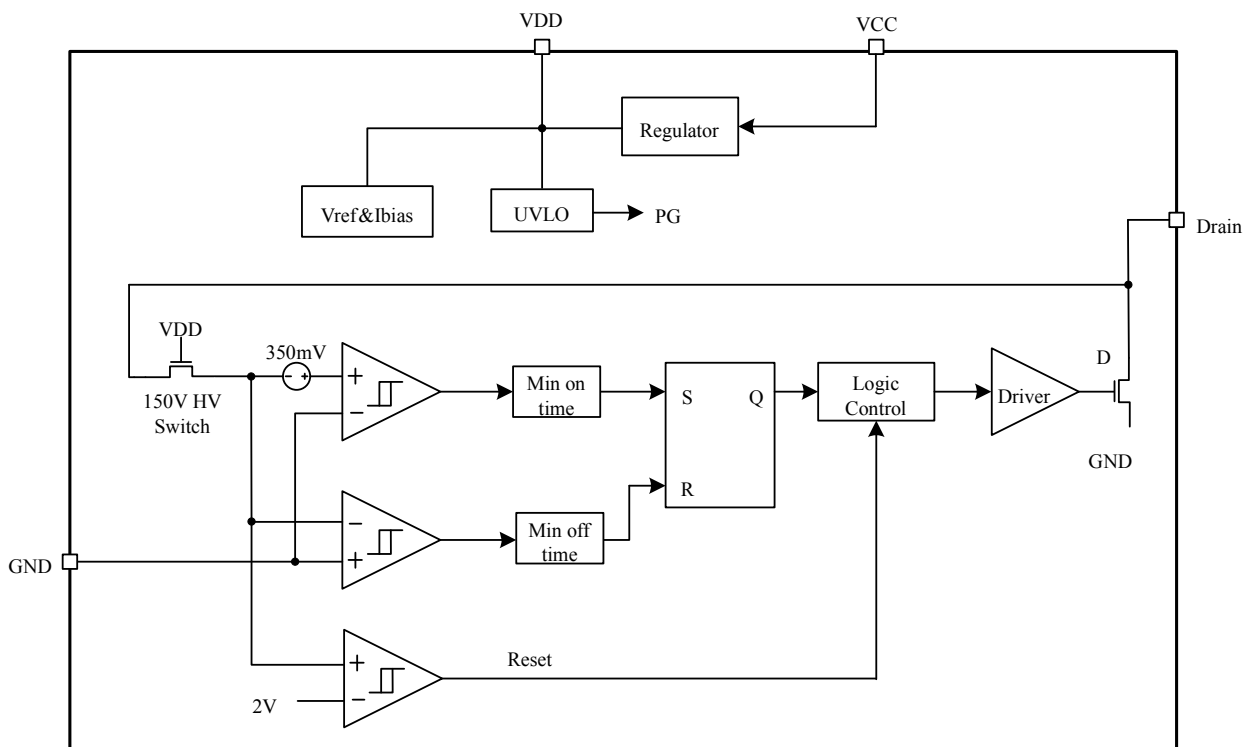 VDD
VCC
Regulator
Vref&Ibias
UVLO
PG
Drain
VDD
350mV
150V HV
Switch
+
−
Min on
time
S
Q
R
Logic
Control
Driver
D
GND
−
+
Min off
time
GND
+
−
2V
Reset
- +